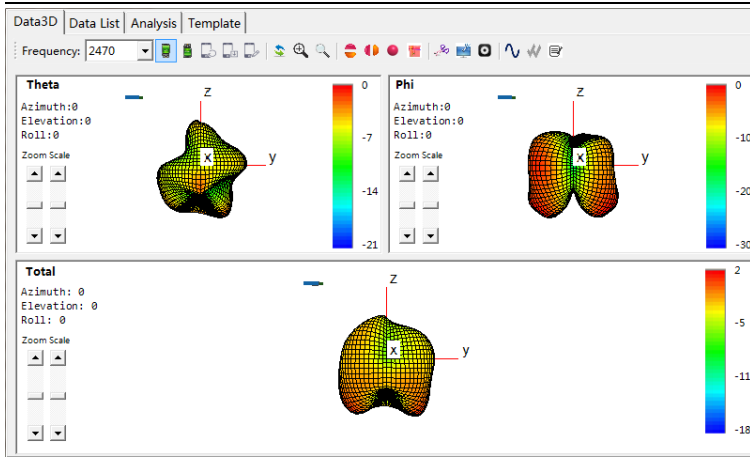 Data3D Data List Analysis Template
Frequency: 2470
Theta
Azimuth:0
Elevation:0
Roll:0
Zoom Scale
z
x
y
0
-7
-14
-21
Phi
Azimuth:0
Elevation:0
Roll:0
Zoom Scale
z
x
y
0
-10
-20
-30
Total
Azimuth: 0
Elevation: 0
Roll: 0
Zoom Scale
z
x
y
2
-5
-11
-18